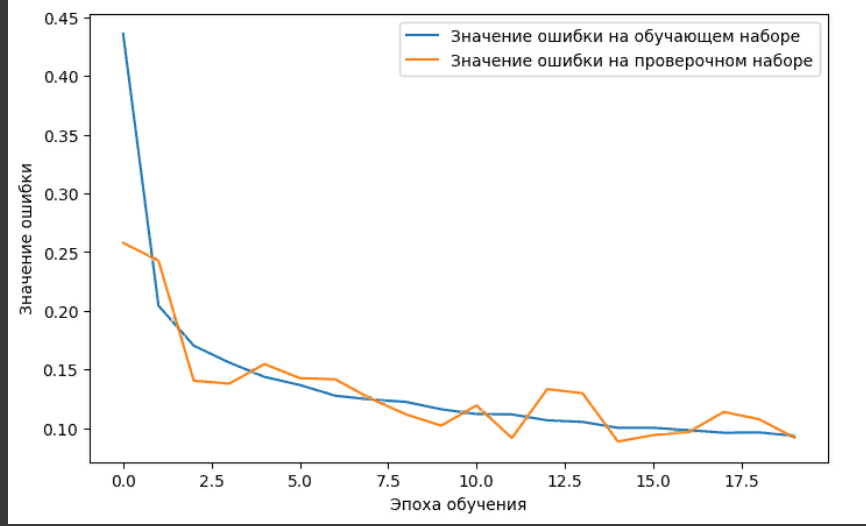 Значение ошибки на обучающем наборе
Значение ошибки на проверочном наборе
0.45
0.40
0.35
0.30
0.25
0.20
0.15
0.10
Значение ошибки
0.0 2.5 5.0 7.5 10.0 12.5 15.0 17.5
Эпоха обучения